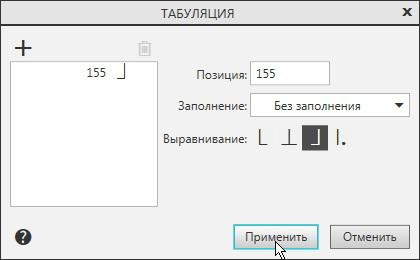 ТАБУЛЯЦИЯ
155
Позиция: 155
Заполнение: Без заполнения
Выравнивание:
Применить Отменить